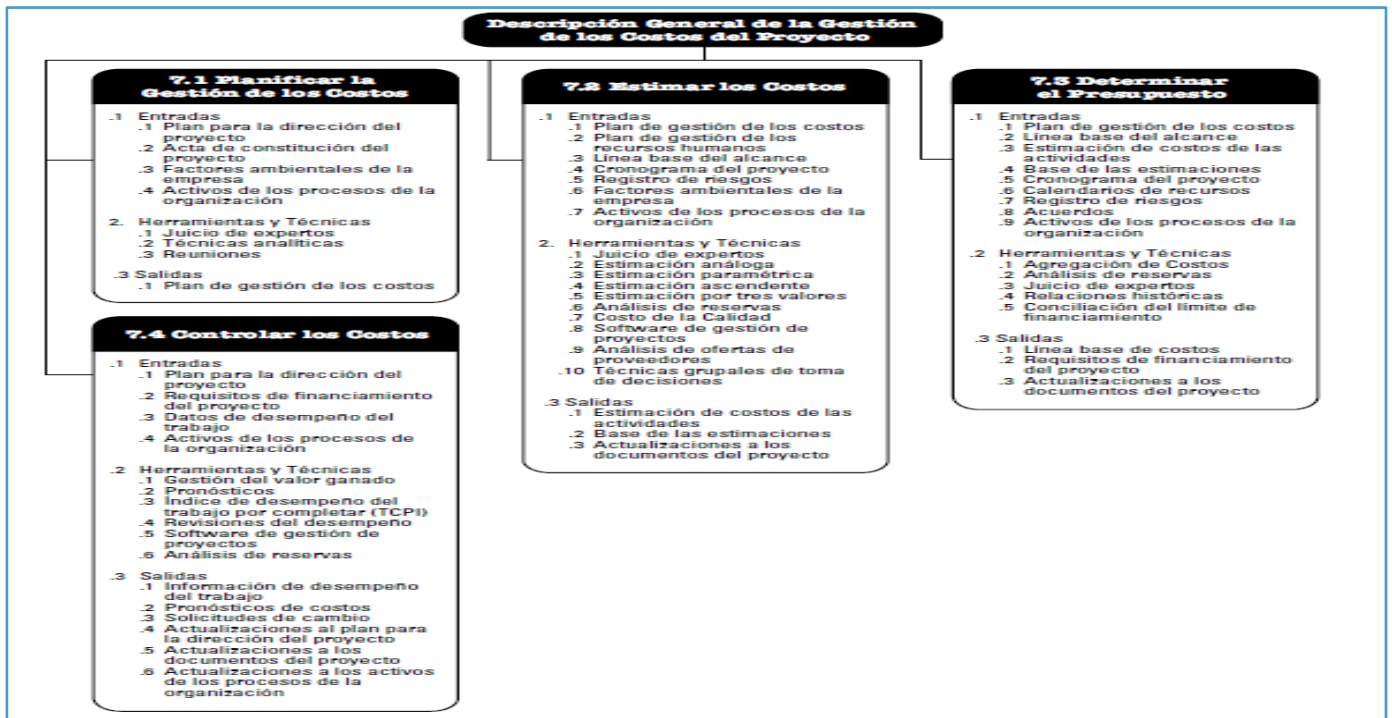 Descripción General de la Gestión
de los Costos del Proyecto
7.1 Planificar la
Gestión de los Costos
.1 Entradas
.1 Plan para la dirección del
proyecto
.2 Acta de constitución del
proyecto
.3 Factores ambientales de la
empresa
.4 Activos de los procesos de la
organización
2. Herramientas y Técnicas
.1 Juicio de expertos
.2 Técnicas analíticas
.3 Reuniones
.3 Salidas
.1 Plan de gestión de los costos
7.2 Estimar los Costos
.1 Entradas
.1 Plan de gestión de los costos
.2 Plan de gestión de los
recursos humanos
.3 Línea base del alcance
.4 Cronograma del proyecto
.5 Registro de riesgos
.6 Factores ambientales de la
empresa
.7 Activos de los procesos de la
organización
2. Herramientas y Técnicas
.1 Juicio de expertos
.2 Estimación análoga
.3 Estimación paramétrica
.4 Estimación ascendente
.5 Estimación por tres valores
.6 Análisis de reservas
.7 Costo de la Calidad
.8 Software de gestión de
proyectos
.9 Análisis de ofertas de
proveedores
.10 Técnicas grupales de toma
de decisiones
.3 Salidas
.1 Estimación de costos de las
actividades
.2 Base de las estimaciones
.3 Actualizaciones a los
documentos del proyecto
7.3 Determinar
el Presupuesto
.1 Entradas
.1 Plan de gestión de los costos
.2 Línea base del alcance
.3 Estimación de costos de las
actividades
.4 Base de las estimaciones
.5 Cronograma del proyecto
.6 Calendarios de recursos
.7 Registro de riesgos
.8 Acuerdos
.9 Activos de los procesos de la
organización
.2 Herramientas y Técnicas
.1 Agregación de Costos
.2 Análisis de reservas
.3 Juicio de expertos
.4 Relaciones históricas
.5 Conciliación del límite de
financiamiento
.3 Salidas
.1 Línea base de costos
.2 Requisitos de financiamiento
del proyecto
.3 Actualizaciones a los
documentos del proyecto
7.4 Controlar los Costos
.1 Entradas
.1 Plan para la dirección del
proyecto
.2 Requisitos de financiamiento
del proyecto
.3 Datos de desempeño del
trabajo
.4 Activos de los procesos de
la organización
.2 Herramientas y Técnicas
.1 Gestión del valor ganado
.2 Pronósticos
.3 Índice de desempeño del
trabajo por completar (TCPI)
.4 Revisiones del desempeño
.5 Software de gestión de
proyectos
.6 Análisis de reservas
.3 Salidas
.1 Información de desempeño
del trabajo
.2 Pronósticos de costos
.3 Solicitudes de cambio
.4 Actualizaciones al plan para
la dirección del proyecto
.5 Actualizaciones a los
documentos del proyecto
.6 Actualizaciones a los activos
de los procesos de la
organización